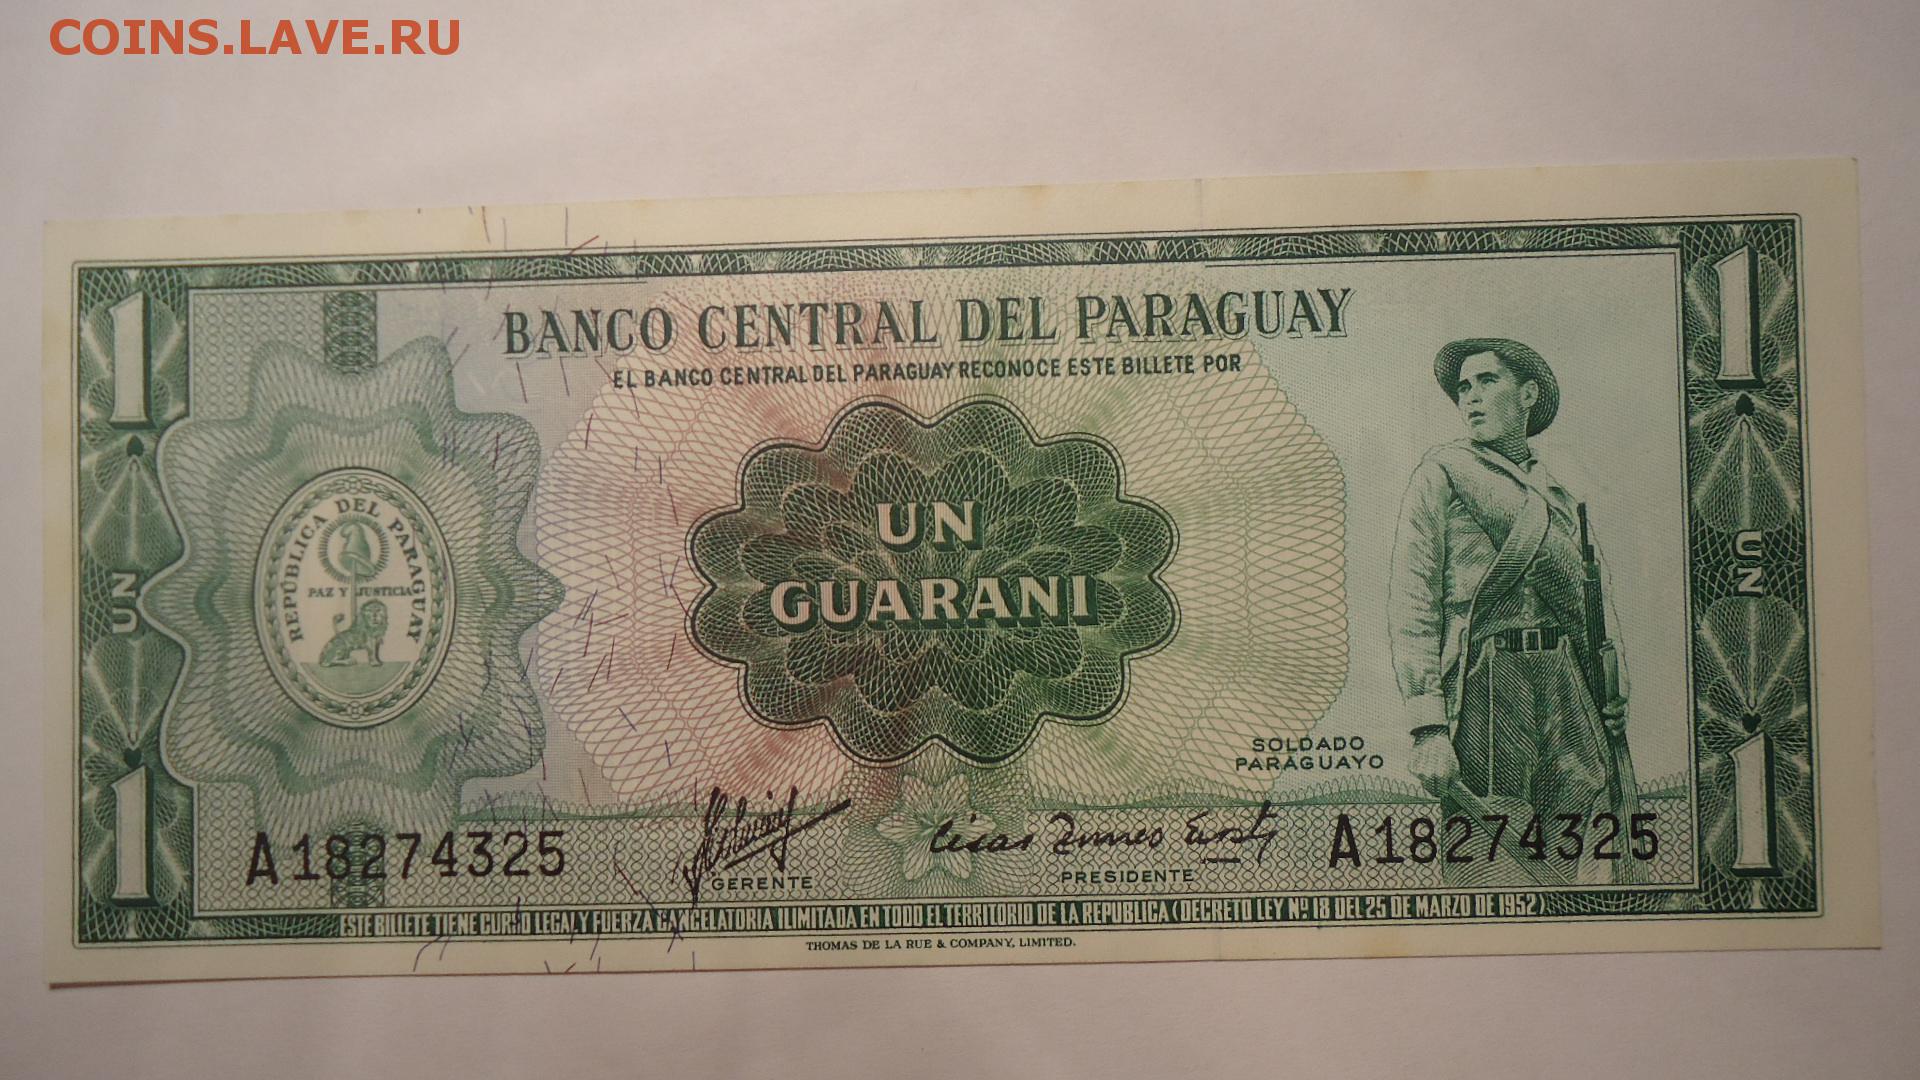 COINS.LAVE.RU
1
1
BANCO CENTRAL DEL PARAGUAY
EL BANCO CENTRAL DEL PARAGUAY RECONOCE ESTE BILLETE POR
REPÚBLICA DEL PARAGUAY
PAZ Y JUSTICIA
UN
GUARANI
UN
UN
SOLDADO
PARAGUAYO
1
1
A18274325
A18274325
GERENTE
PRESIDENTE
ESTE BILLETE TIENE CURSO LEGAL Y FUERZA CANCELATORIA ILIMITADA EN TODO EL TERRITORIO DE LA REPUBLICA (DECRETO LEY Nº 18 DEL 25 DE MARZO DE 1952)
THOMAS DE LA RUE & COMPANY, LIMITED.